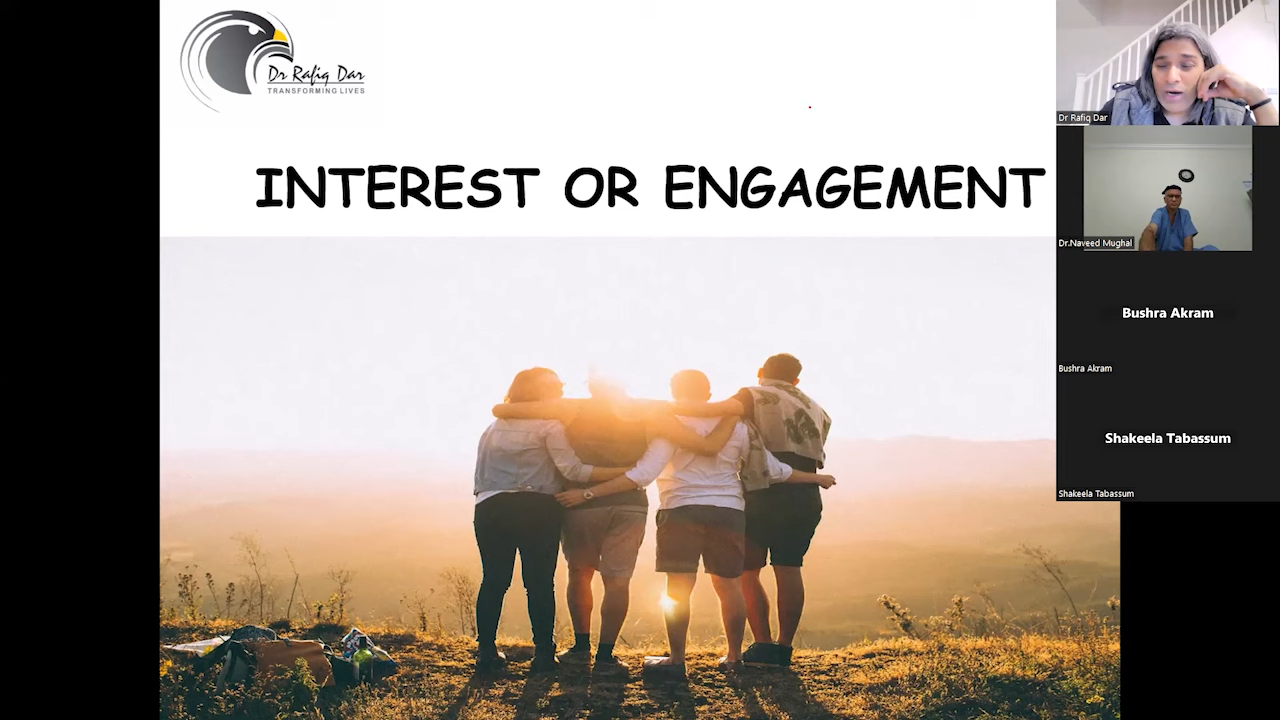 Dr Rafiq Dar
TRANSFORMING LIVES
INTEREST OR ENGAGEMENT
Dr Rafiq Dar
Dr.Naveed Mughal
Bushra Akram
Bushra Akram
Shakeela Tabassum
Shakeela Tabassum